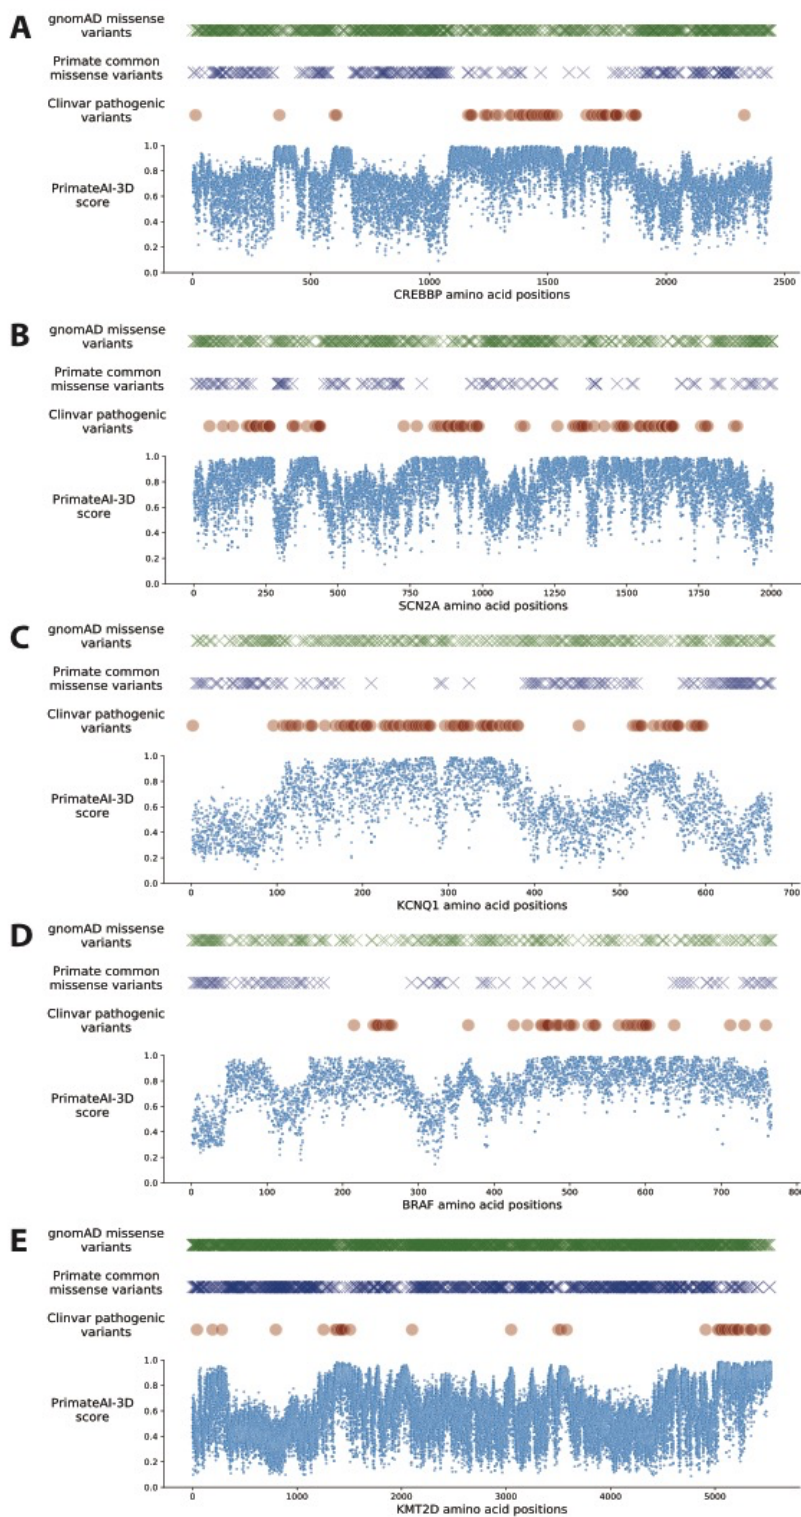 A
gnomAD missense
variants
Primate common
missense variants
Clinvar pathogenic
variants
PrimateAI-3D
score
1.0
0.8
0.6
0.4
0.2
0.0
0 500 1000 1500 2000 2500
CREBBP amino acid positions
B
gnomAD missense
variants
Primate common
missense variants
Clinvar pathogenic
variants
PrimateAI-3D
score
1.0
0.8
0.6
0.4
0.2
0.0
0 250 500 750 1000 1250 1500 1750 2000
SCN2A amino acid positions
C
gnomAD missense
variants
Primate common
missense variants
Clinvar pathogenic
variants
PrimateAI-3D
score
1.0
0.8
0.6
0.4
0.2
0.0
0 100 200 300 400 500 600 700
KCNQ1 amino acid positions
D
gnomAD missense
variants
Primate common
missense variants
Clinvar pathogenic
variants
PrimateAI-3D
score
1.0
0.8
0.6
0.4
0.2
0.0
0 100 200 300 400 500 600 700 800
BRAF amino acid positions
E
gnomAD missense
variants
Primate common
missense variants
Clinvar pathogenic
variants
PrimateAI-3D
score
1.0
0.8
0.6
0.4
0.2
0.0
0 1000 2000 3000 4000 5000
KMT2D amino acid positions